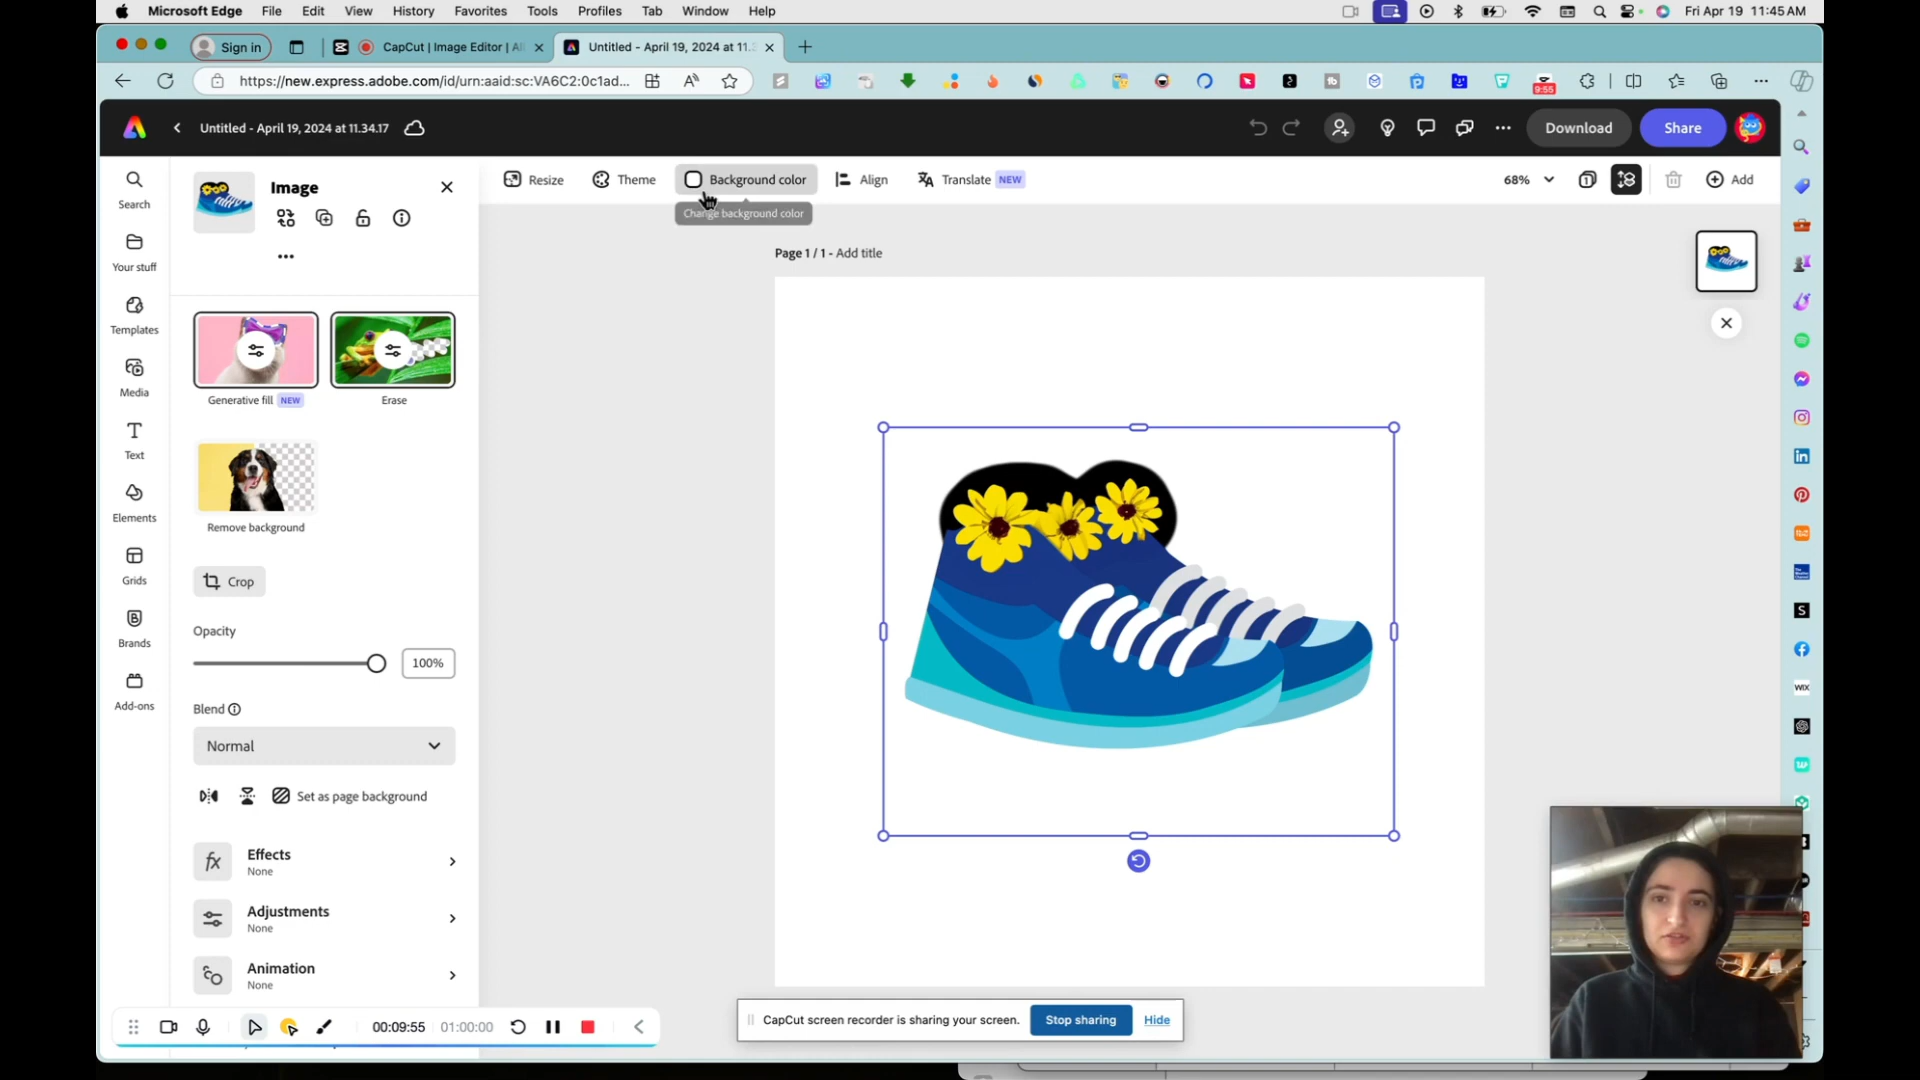 Microsoft Edge File Edit View History Favorites Tools Profiles Tab Window Help Fri Apr 19 11:45 AM
Sign in CapCut | Image Editor | Al Untitled - April 19, 2024 at 11.3
https://new.express.adobe.com/id/urn:aaid:sc:VA6C2:0c1ad...
9:55
Untitled - April 19, 2024 at 11.34.17 Download Share
Search
Your stuff
Templates
Media
Text
Elements
Grids
Brands
Add-ons
Image
Generative fill NEW Erase
Remove background
Crop
Opacity
100%
Blend
Normal
Set as page background
Effects
None
Adjustments
None
Animation
None
Resize Theme Background color Align Translate NEW 68% Add
Change background color
Page 1 / 1 - Add title
WIX
00:09:55 01:00:00
CapCut screen recorder is sharing your screen. Stop sharing Hide